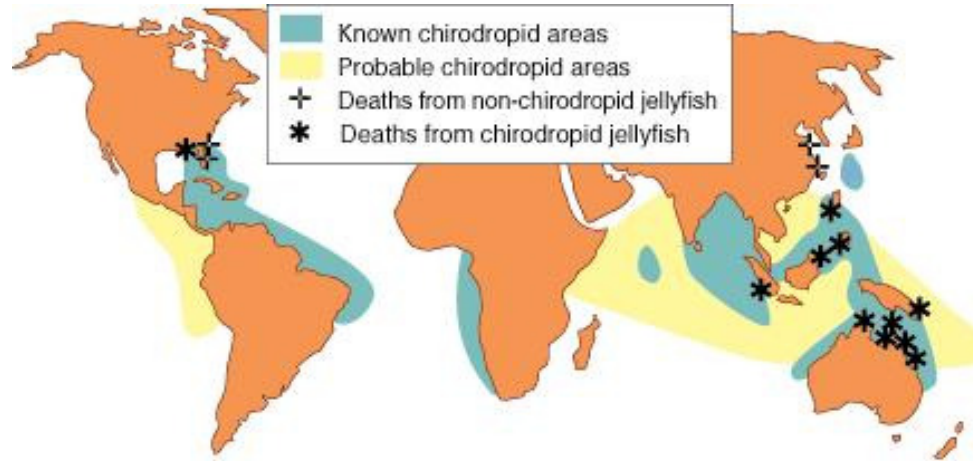 Known chirodropid areas
Probable chirodropid areas
Deaths from non-chirodropid jellyfish
Deaths from chirodropid jellyfish